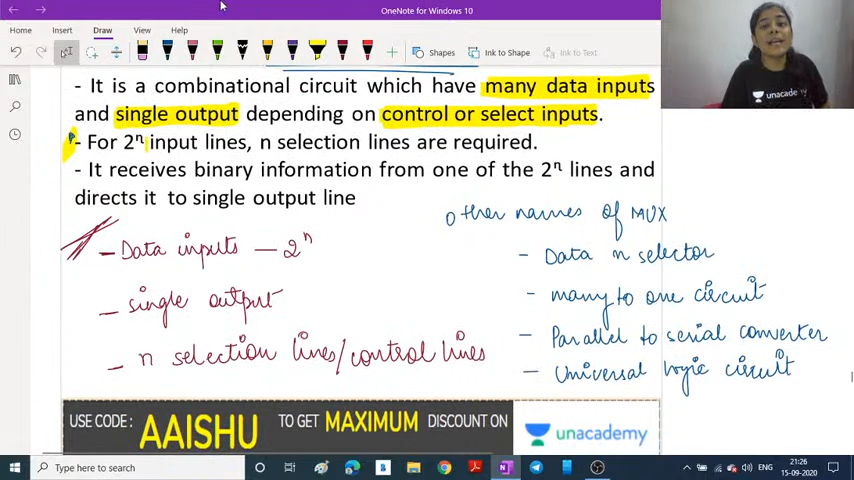 OneNote for Windows 10
Home Insert Draw View Help
Shapes Ink to Shape Ink to Text
- It is a combinational circuit which have many data inputs
and single output depending on control or select inputs.
- For 2ⁿ input lines, n selection lines are required.
- It receives binary information from one of the 2ⁿ lines and
directs it to single output line
Other names of MUX
- Data inputs - 2ⁿ
- Data n selector
- single output
- many to one circuit
- Parallel to serial converter
- n selection lines/control lines
- Universal logic circuit
USE CODE : AAISHU TO GET MAXIMUM DISCOUNT ON
unacademy
unacademy
Type here to search
ENG
21:26
15-09-2020